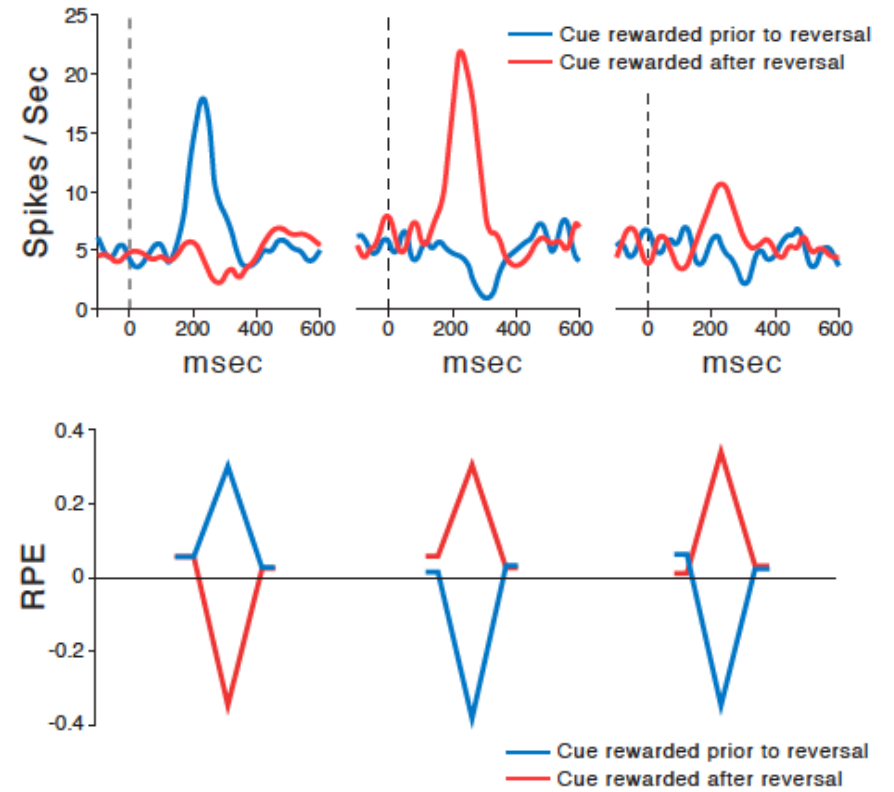 25
20
15
10
5
0
Spikes / Sec
Cue rewarded prior to reversal
Cue rewarded after reversal
0 200 400 600
0 200 400 600
0 200 400 600
msec
msec
msec
0.4
0.2
0
-0.2
-0.4
RPE
Cue rewarded prior to reversal
Cue rewarded after reversal